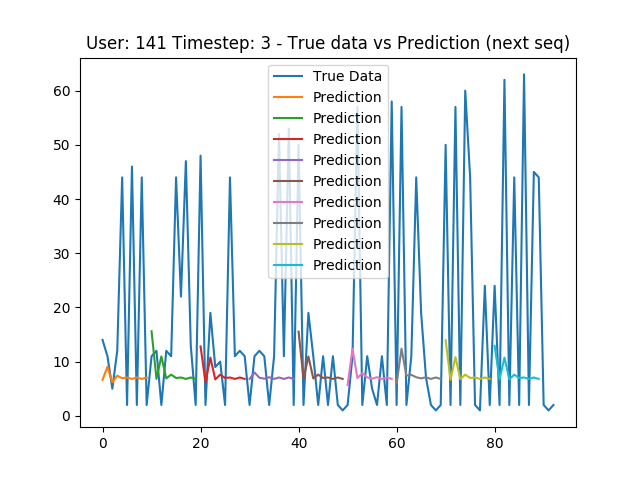 User: 141 Timestep: 3 - True data vs Prediction (next seq)
True Data
Prediction
Prediction
Prediction
Prediction
Prediction
Prediction
Prediction
Prediction
Prediction
60
50
40
30
20
10
0
0 20 40 60 80